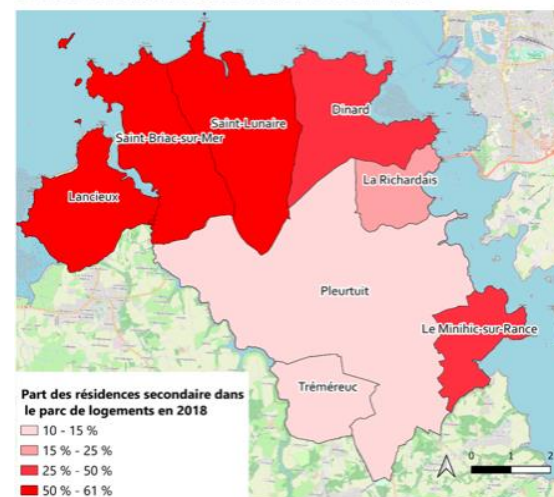 Dinard
Saint-Lunaire
Saint-Briac-sur-Mer
La Richardais
Lancieux
Pleurtuit
Le Minihic-sur-Rance
Tréméreuc
Part des résidences secondaire dans
le parc de logements en 2018
10 - 15 %
15 % - 25 %
25 % - 50 %
50 % - 61 %
0 1 2